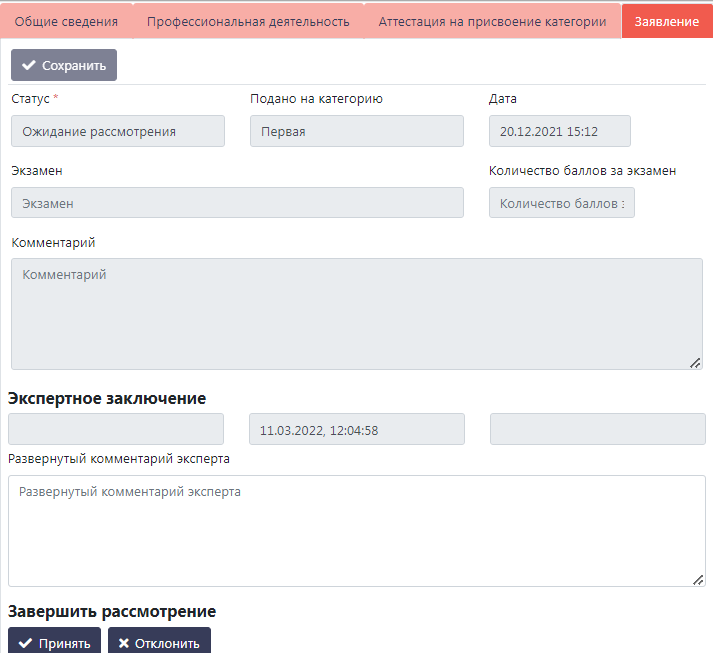 Общие сведения Профессиональная деятельность Аттестация на присвоение категории Заявление
Сохранить
Статус * Подано на категорию Дата
Ожидание рассмотрения Первая 20.12.2021 15:12
Экзамен Количество баллов за экзамен
Экзамен Количество баллов з
Комментарий
Комментарий
Экспертное заключение
11.03.2022, 12:04:58
Развернутый комментарий эксперта
Развернутый комментарий эксперта
Завершить рассмотрение
Принять Отклонить